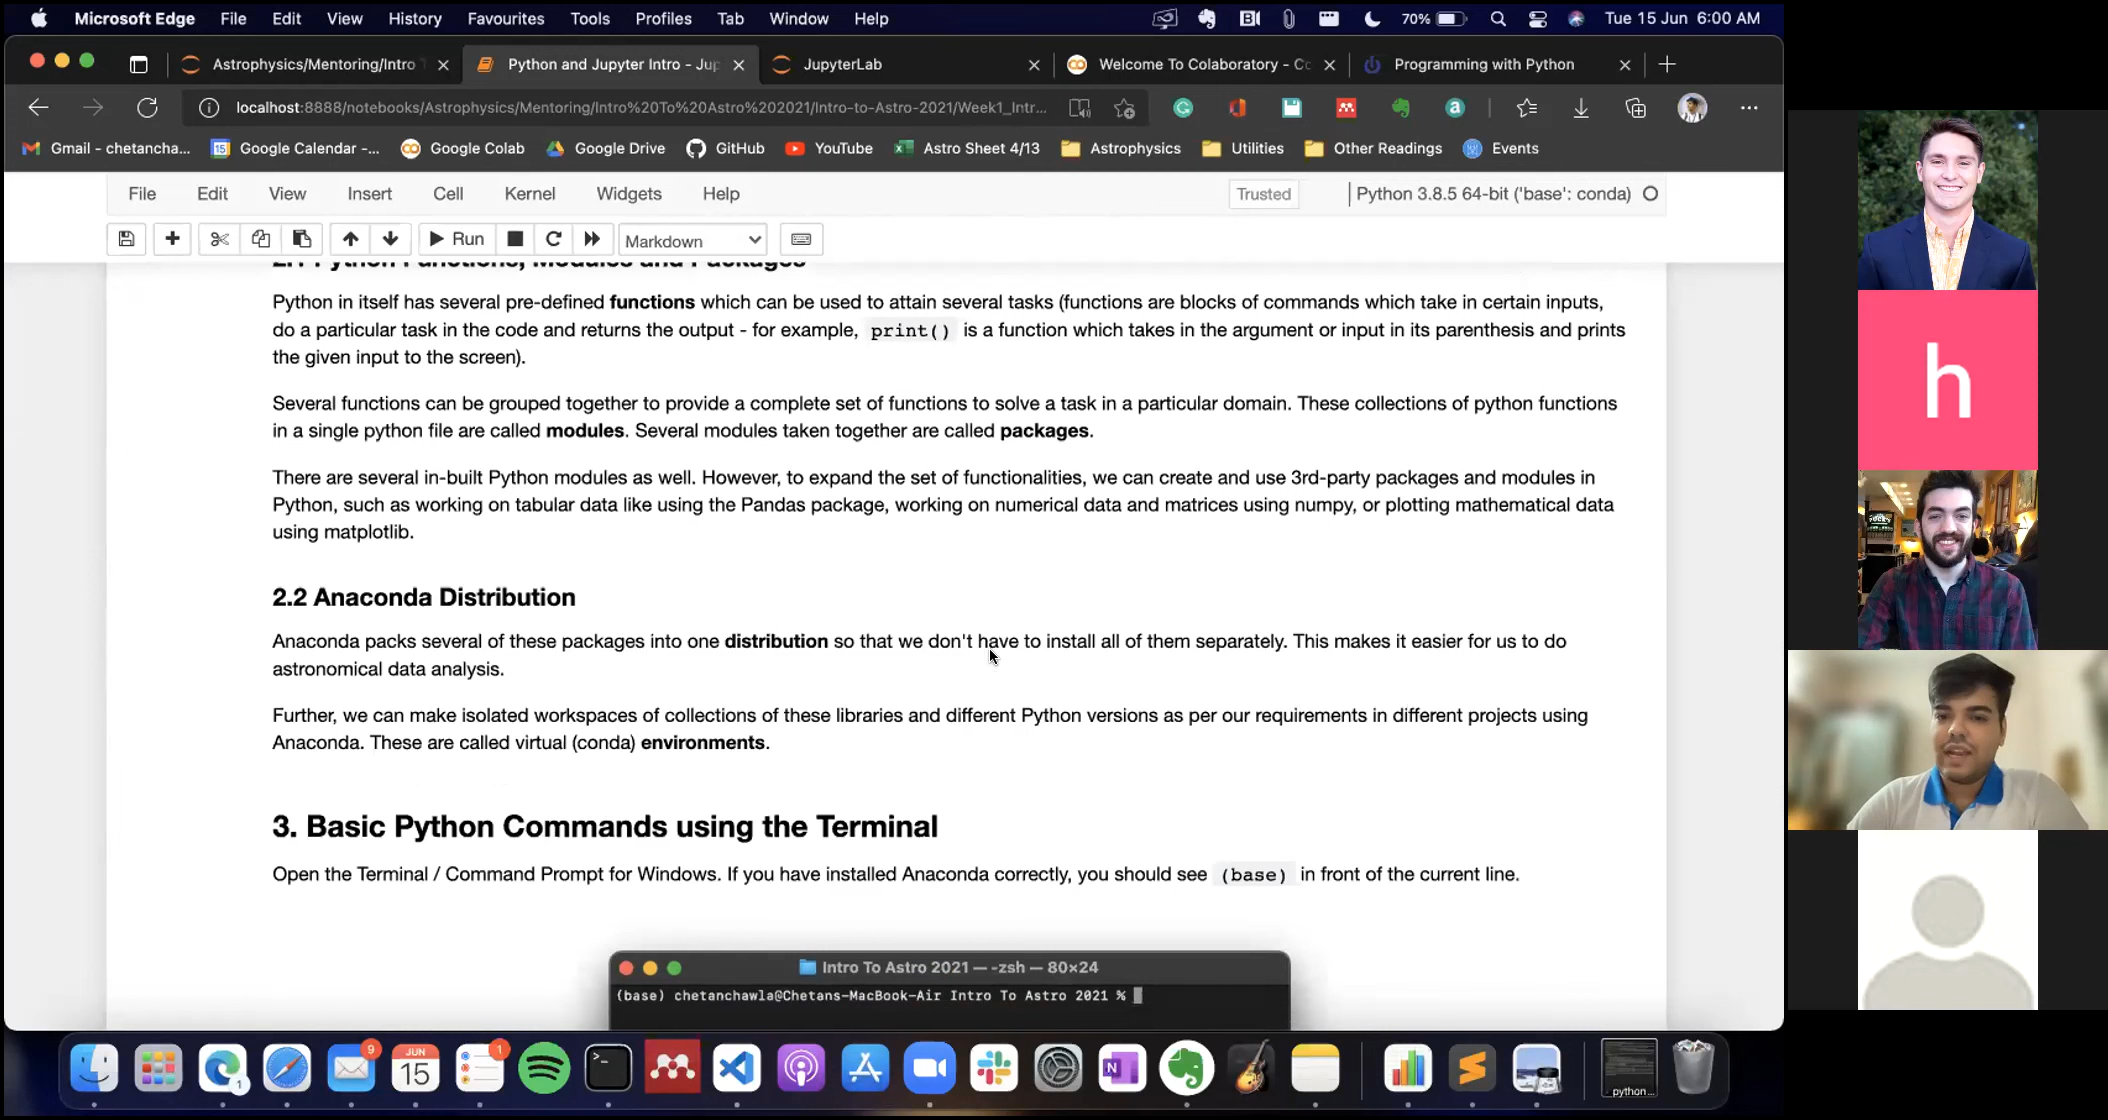 Microsoft Edge File Edit View History Favourites Tools Profiles Tab Window Help 70% Tue 15 Jun 6:00 AM
Astrophysics/Mentoring/Intro Python and Jupyter Intro - Jup JupyterLab Welcome To Colaboratory - Co Programming with Python
localhost:8888/notebooks/Astrophysics/Mentoring/Intro%20To%20Astro%202021/Intro-to-Astro-2021/Week1_Intr...
Gmail - chetancha... Google Calendar -... Google Colab Google Drive GitHub YouTube Astro Sheet 4/13 Astrophysics Utilities Other Readings Events
File Edit View Insert Cell Kernel Widgets Help Trusted Python 3.8.5 64-bit ('base': conda)
Run Markdown
2.1 Python Functions, Modules and Packages
Python in itself has several pre-defined functions which can be used to attain several tasks (functions are blocks of commands which take in certain inputs,
do a particular task in the code and returns the output - for example, print() is a function which takes in the argument or input in its parenthesis and prints
the given input to the screen).
Several functions can be grouped together to provide a complete set of functions to solve a task in a particular domain. These collections of python functions
in a single python file are called modules. Several modules taken together are called packages.
There are several in-built Python modules as well. However, to expand the set of functionalities, we can create and use 3rd-party packages and modules in
Python, such as working on tabular data like using the Pandas package, working on numerical data and matrices using numpy, or plotting mathematical data
using matplotlib.
2.2 Anaconda Distribution
Anaconda packs several of these packages into one distribution so that we don't have to install all of them separately. This makes it easier for us to do
astronomical data analysis.
Further, we can make isolated workspaces of collections of these libraries and different Python versions as per our requirements in different projects using
Anaconda. These are called virtual (conda) environments.
3. Basic Python Commands using the Terminal
Open the Terminal / Command Prompt for Windows. If you have installed Anaconda correctly, you should see (base) in front of the current line.
Intro To Astro 2021 — -zsh — 80×24
(base) chetanchawla@Chetans-MacBook-Air Intro To Astro 2021 %
h
1 9 JUN 15 1 N python...